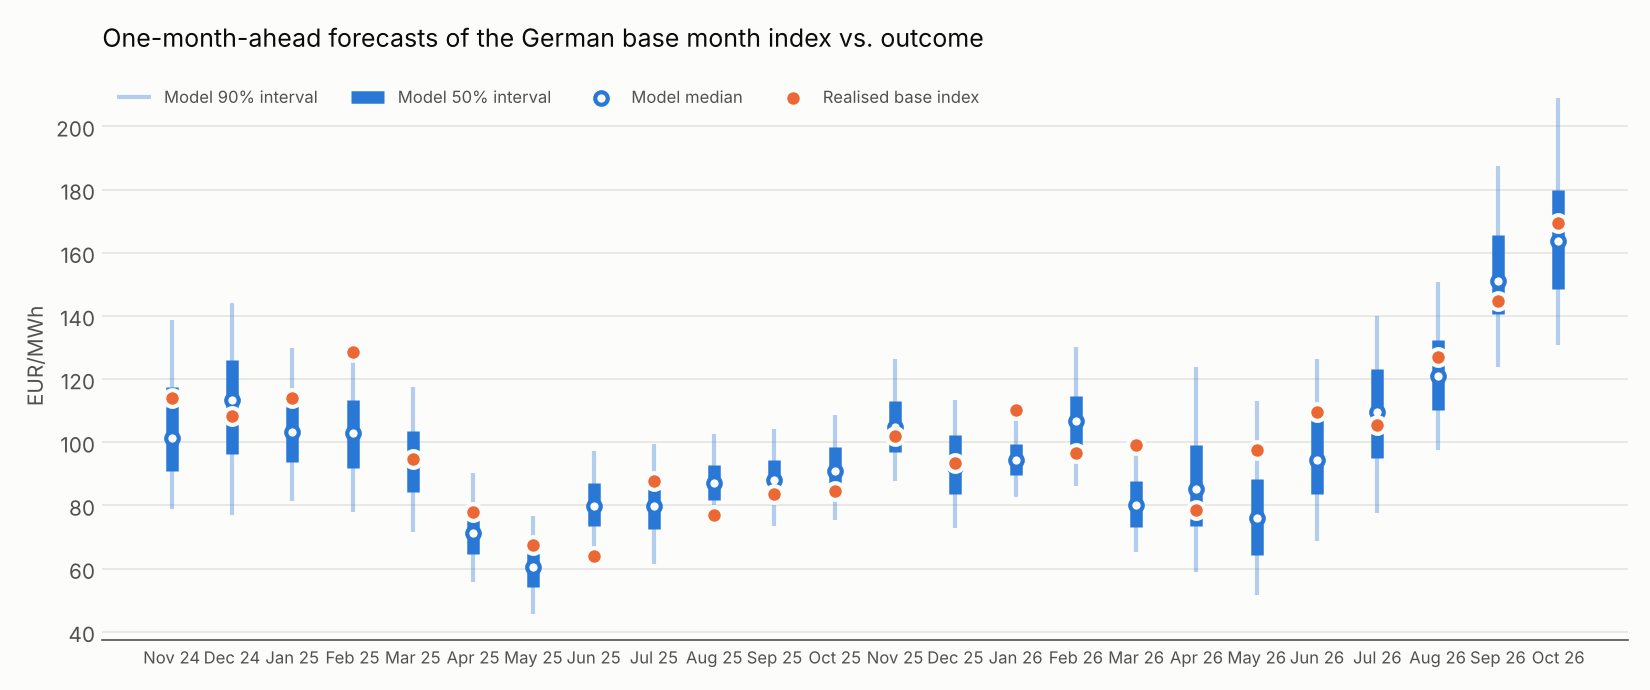 One-month-ahead forecasts of the German base month index vs. outcome
Model 90% interval Model 50% interval Model median Realised base index
200
180
160
140
120
100
80
60
40
EUR/MWh
Nov 24 Dec 24 Jan 25 Feb 25 Mar 25 Apr 25 May 25 Jun 25 Jul 25 Aug 25 Sep 25 Oct 25 Nov 25 Dec 25 Jan 26 Feb 26 Mar 26 Apr 26 May 26 Jun 26 Jul 26 Aug 26 Sep 26 Oct 26